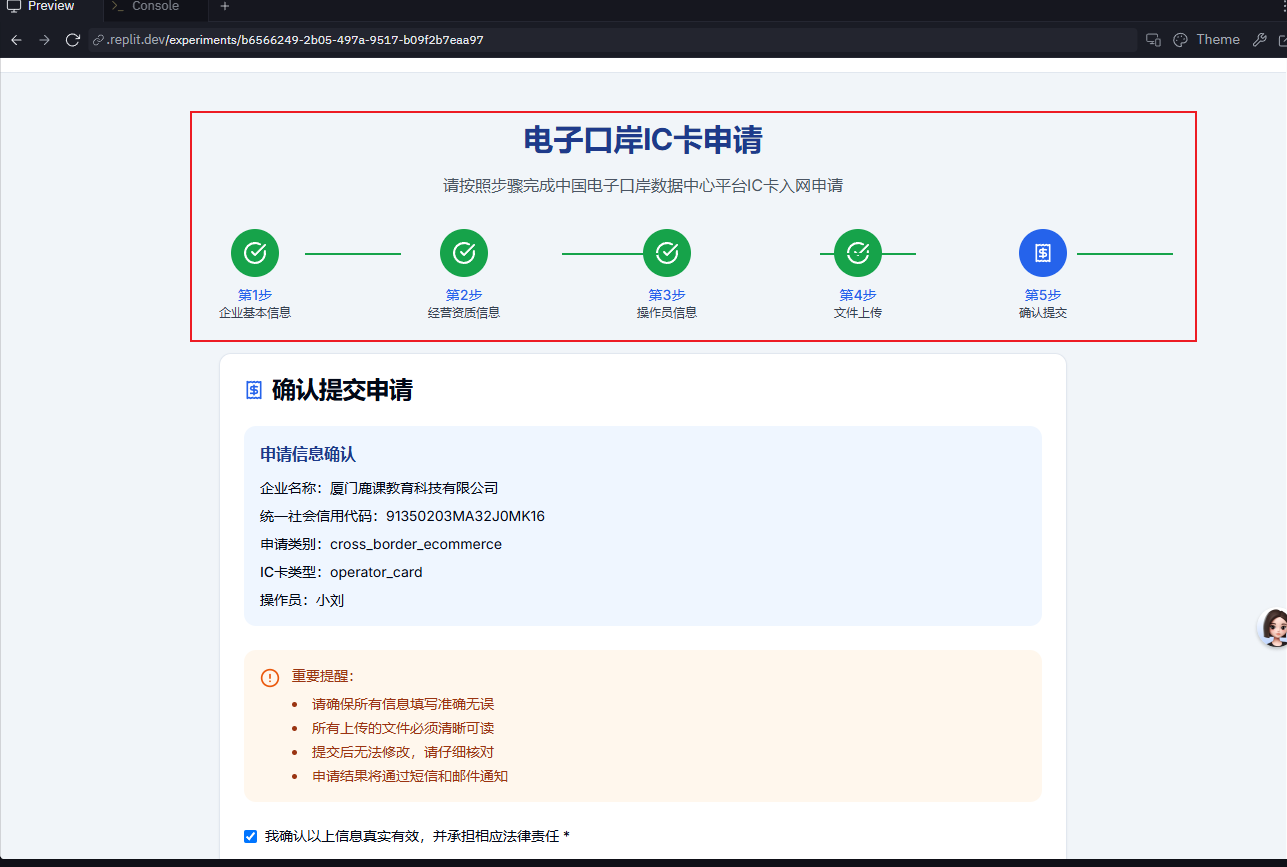 Preview
Console
.replit.dev/experiments/b6566249-2b05-497a-9517-b09f2b7eaa97
Theme
电子口岸IC卡申请
请按照步骤完成中国电子口岸数据中心平台IC卡入网申请
第1步
企业基本信息
第2步
经营资质信息
第3步
操作员信息
第4步
文件上传
第5步
确认提交
确认提交申请
申请信息确认
企业名称：厦门鹿课教育科技有限公司
统一社会信用代码：91350203MA32J0MK16
申请类别：cross_border_ecommerce
IC卡类型：operator_card
操作员：小刘
重要提醒：
• 请确保所有信息填写准确无误
• 所有上传的文件必须清晰可读
• 提交后无法修改，请仔细核对
• 申请结果将通过短信和邮件通知
我确认以上信息真实有效，并承担相应法律责任 *